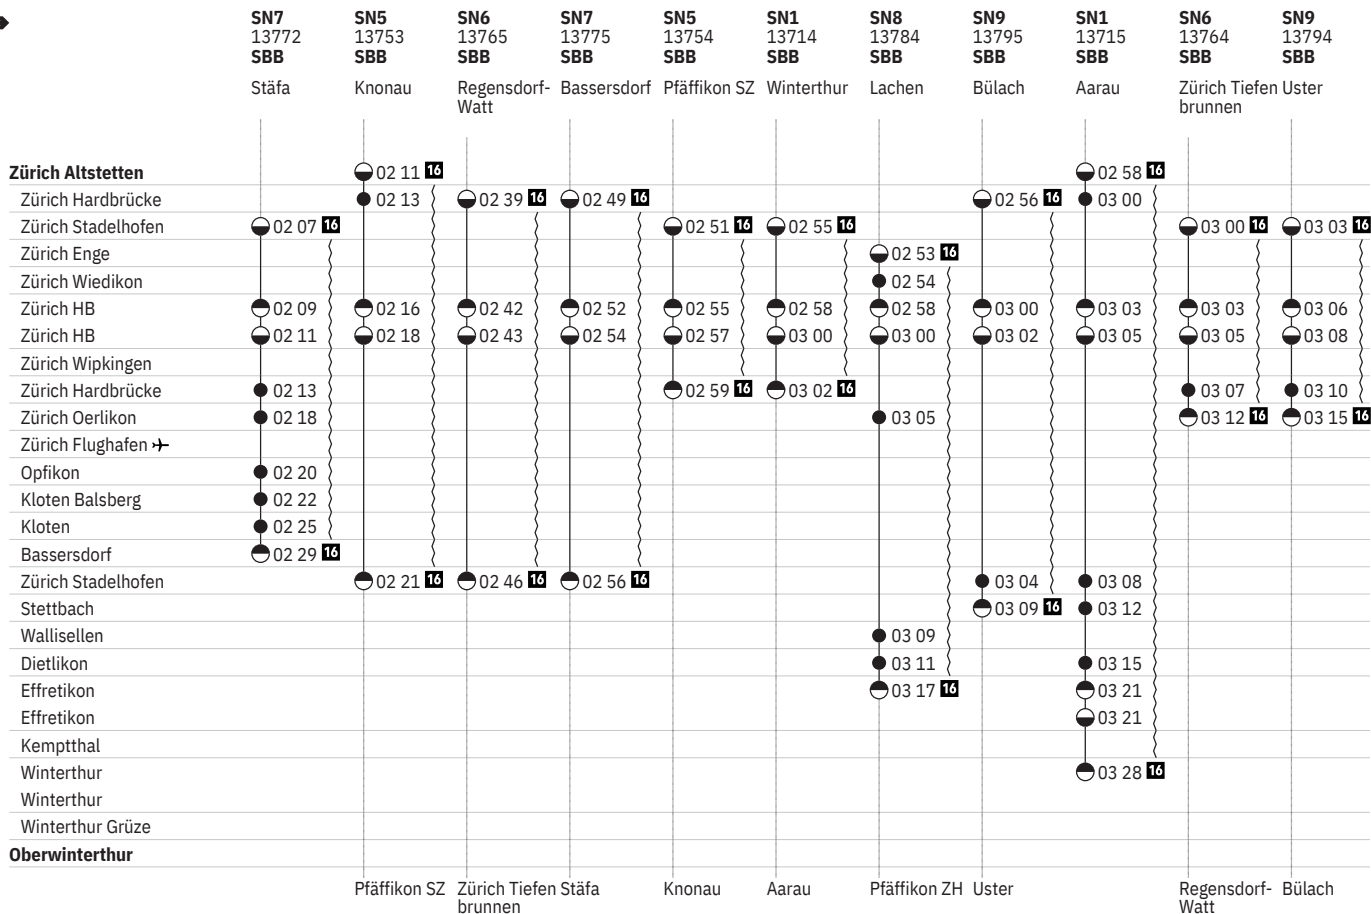 SN7 SN5 SN6 SN7 SN5 SN1 SN8 SN9 SN1 SN6 SN9
13772 13753 13765 13775 13754 13714 13784 13795 13715 13764 13794
SBB SBB SBB SBB SBB SBB SBB SBB SBB SBB SBB
Stäfa Knonau Regensdorf- Bassersdorf Pfäffikon SZ Winterthur Lachen Bülach Aarau Zürich Tiefen Uster
Watt brunnen
Zürich Altstetten 02 11 16 02 58 16
Zürich Hardbrücke 02 13 02 39 16 02 49 16 02 56 16 03 00
Zürich Stadelhofen 02 07 16 02 51 16 02 55 16 03 00 16 03 03 16
Zürich Enge 02 53 16
Zürich Wiedikon 02 54
Zürich HB 02 09 02 16 02 42 02 52 02 55 02 58 02 58 03 00 03 03 03 03 03 06
Zürich HB 02 11 02 18 02 43 02 54 02 57 03 00 03 00 03 02 03 05 03 05 03 08
Zürich Wipkingen
Zürich Hardbrücke 02 13 02 59 16 03 02 16 03 07 03 10
Zürich Oerlikon 02 18 03 05 03 12 16 03 15 16
Zürich Flughafen
Opfikon 02 20
Kloten Balsberg 02 22
Kloten 02 25
Bassersdorf 02 29 16
Zürich Stadelhofen 02 21 16 02 46 16 02 56 16 03 04 03 08
Stettbach 03 09 16 03 12
Wallisellen 03 09
Dietlikon 03 11 03 15
Effretikon 03 17 16 03 21
Effretikon 03 21
Kemptthal
Winterthur 03 28 16
Winterthur
Winterthur Grüze
Oberwinterthur
Pfäffikon SZ Zürich Tiefen Stäfa Knonau Aarau Pfäffikon ZH Uster Regensdorf- Bülach
brunnen Watt